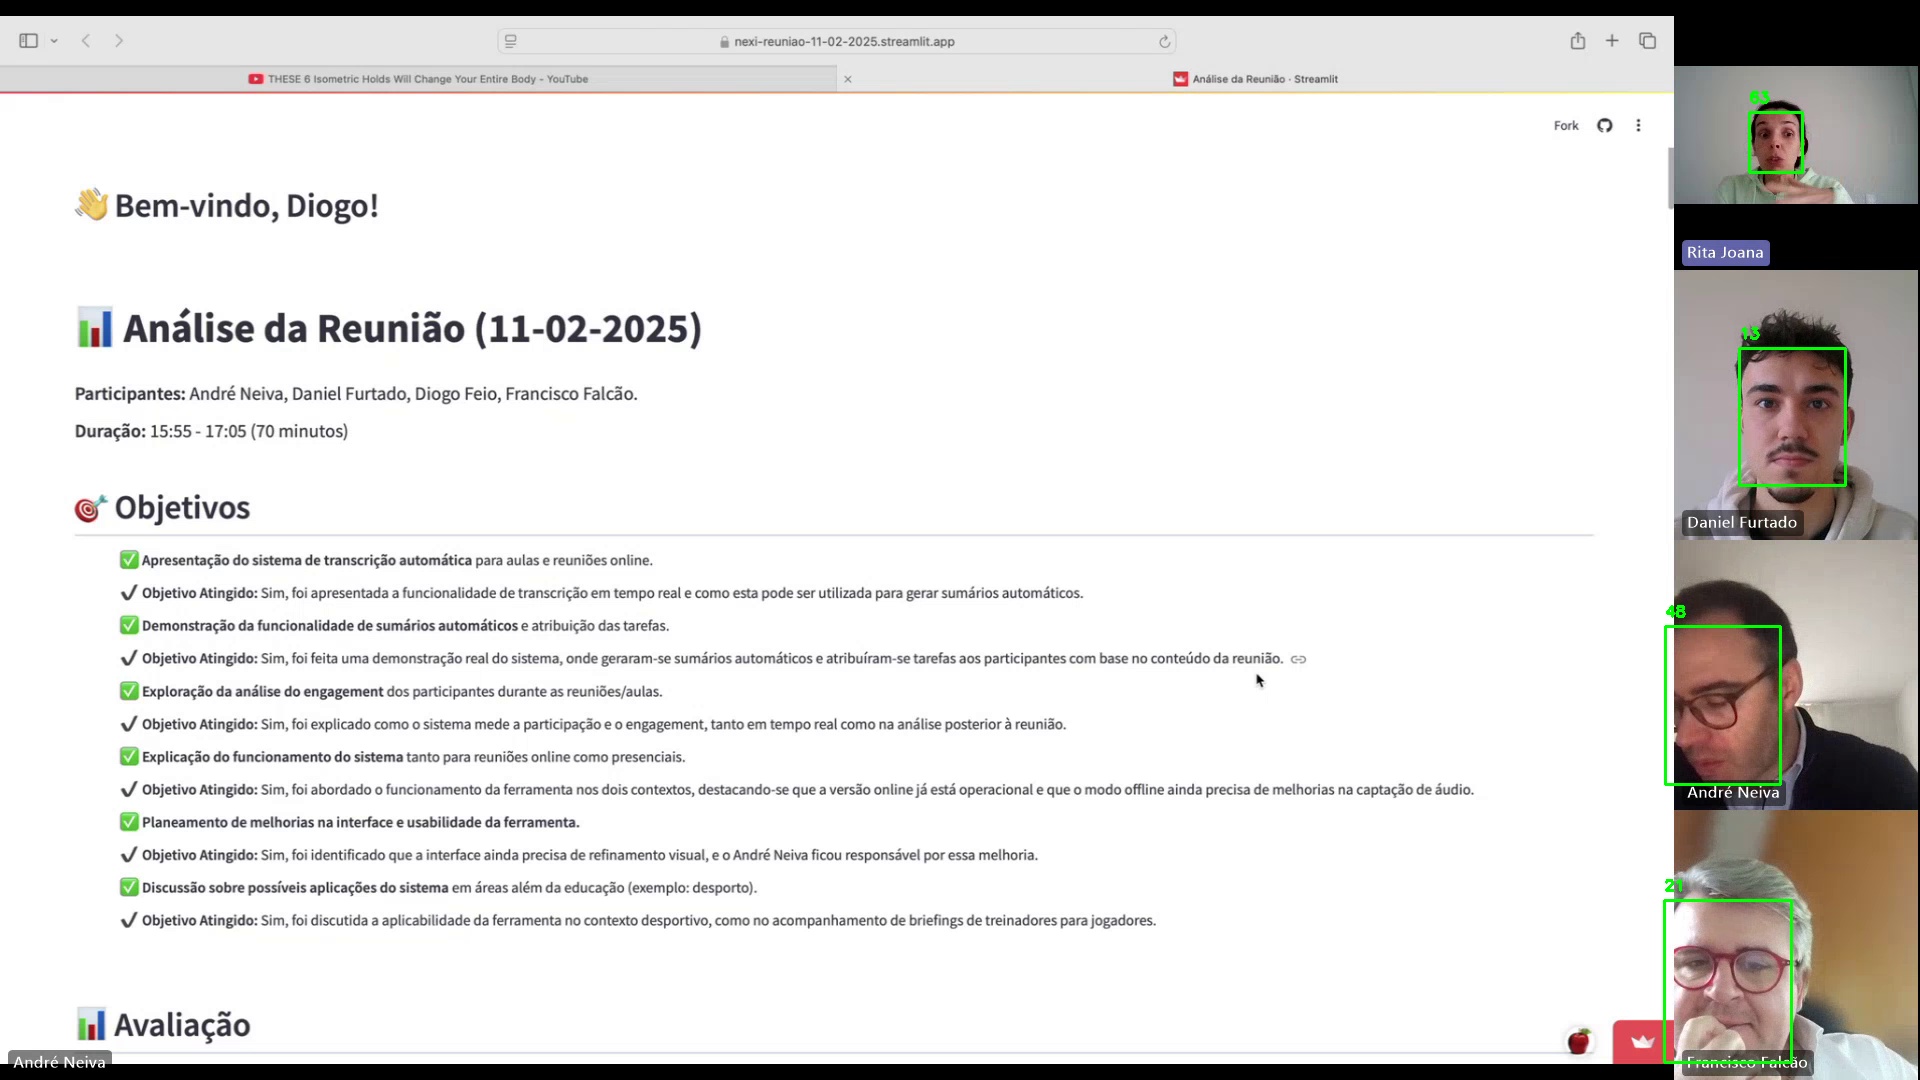 nexi-reuniao-11-02-2025.streamlit.app
THESE 6 Isometric Holds Will Change Your Entire Body - YouTube
Análise da Reunião · Streamlit
Fork
👋 Bem-vindo, Diogo!
📊 Análise da Reunião (11-02-2025)
Participantes: André Neiva, Daniel Furtado, Diogo Feio, Francisco Falcão.
Duração: 15:55 - 17:05 (70 minutos)
🎯 Objetivos
✅ Apresentação do sistema de transcrição automática para aulas e reuniões online.
✔ Objetivo Atingido: Sim, foi apresentada a funcionalidade de transcrição em tempo real e como esta pode ser utilizada para gerar sumários automáticos.
✅ Demonstração da funcionalidade de sumários automáticos e atribuição das tarefas.
✔ Objetivo Atingido: Sim, foi feita uma demonstração real do sistema, onde geraram-se sumários automáticos e atribuíram-se tarefas aos participantes com base no conteúdo da reunião.
✅ Exploração da análise do engagement dos participantes durante as reuniões/aulas.
✔ Objetivo Atingido: Sim, foi explicado como o sistema mede a participação e o engagement, tanto em tempo real como na análise posterior à reunião.
✅ Explicação do funcionamento do sistema tanto para reuniões online como presenciais.
✔ Objetivo Atingido: Sim, foi abordado o funcionamento da ferramenta nos dois contextos, destacando-se que a versão online já está operacional e que o modo offline ainda precisa de melhorias na captação de áudio.
✅ Planeamento de melhorias na interface e usabilidade da ferramenta.
✔ Objetivo Atingido: Sim, foi identificado que a interface ainda precisa de refinamento visual, e o André Neiva ficou responsável por essa melhoria.
✅ Discussão sobre possíveis aplicações do sistema em áreas além da educação (exemplo: desporto).
✔ Objetivo Atingido: Sim, foi discutida a aplicabilidade da ferramenta no contexto desportivo, como no acompanhamento de briefings de treinadores para jogadores.
📊 Avaliação
André Neiva
Rita Joana
13
Daniel Furtado
48
André Neiva
Francisco Falcão